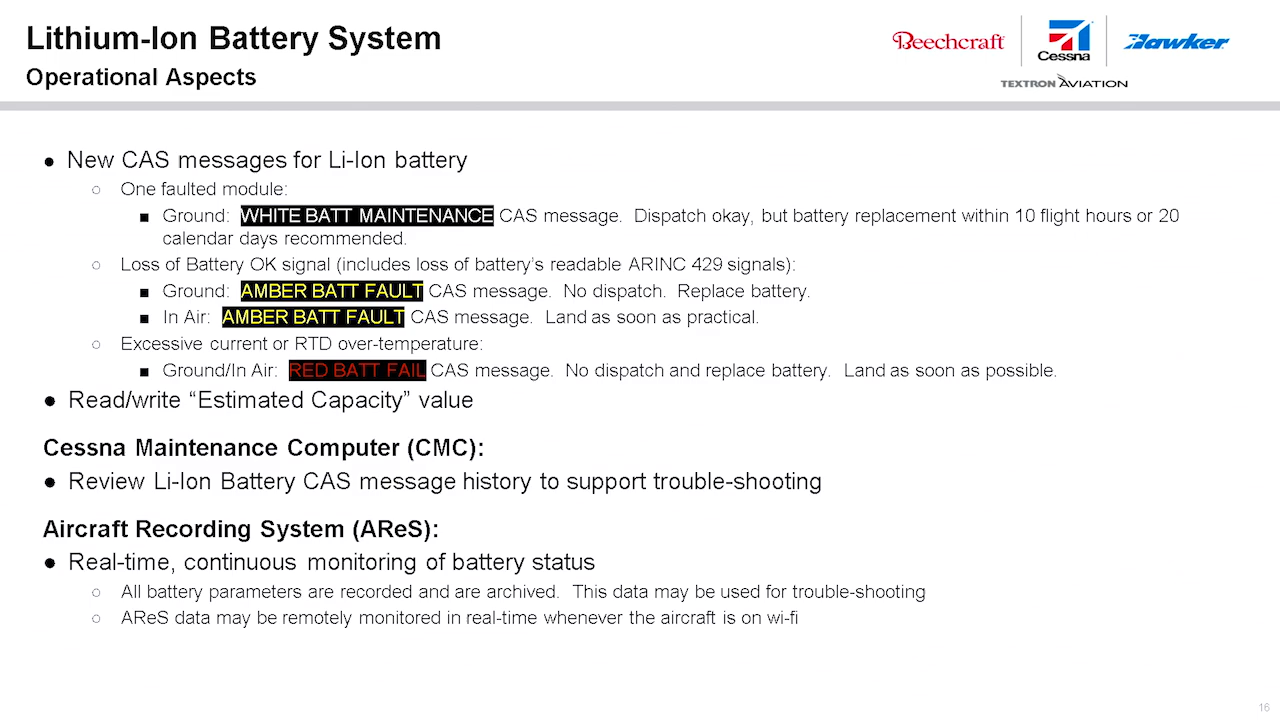 Lithium-Ion Battery System
Operational Aspects
Beechcraft
Cessna
Hawker
TEXTRON AVIATION
● New CAS messages for Li-Ion battery
○ One faulted module:
■ Ground: WHITE BATT MAINTENANCE CAS message. Dispatch okay, but battery replacement within 10 flight hours or 20
calendar days recommended.
○ Loss of Battery OK signal (includes loss of battery’s readable ARINC 429 signals):
■ Ground: AMBER BATT FAULT CAS message. No dispatch. Replace battery.
■ In Air: AMBER BATT FAULT CAS message. Land as soon as practical.
○ Excessive current or RTD over-temperature:
■ Ground/In Air: RED BATT FAIL CAS message. No dispatch and replace battery. Land as soon as possible.
● Read/write “Estimated Capacity” value
Cessna Maintenance Computer (CMC):
● Review Li-Ion Battery CAS message history to support trouble-shooting
Aircraft Recording System (AReS):
● Real-time, continuous monitoring of battery status
○ All battery parameters are recorded and are archived. This data may be used for trouble-shooting
○ AReS data may be remotely monitored in real-time whenever the aircraft is on wi-fi
16